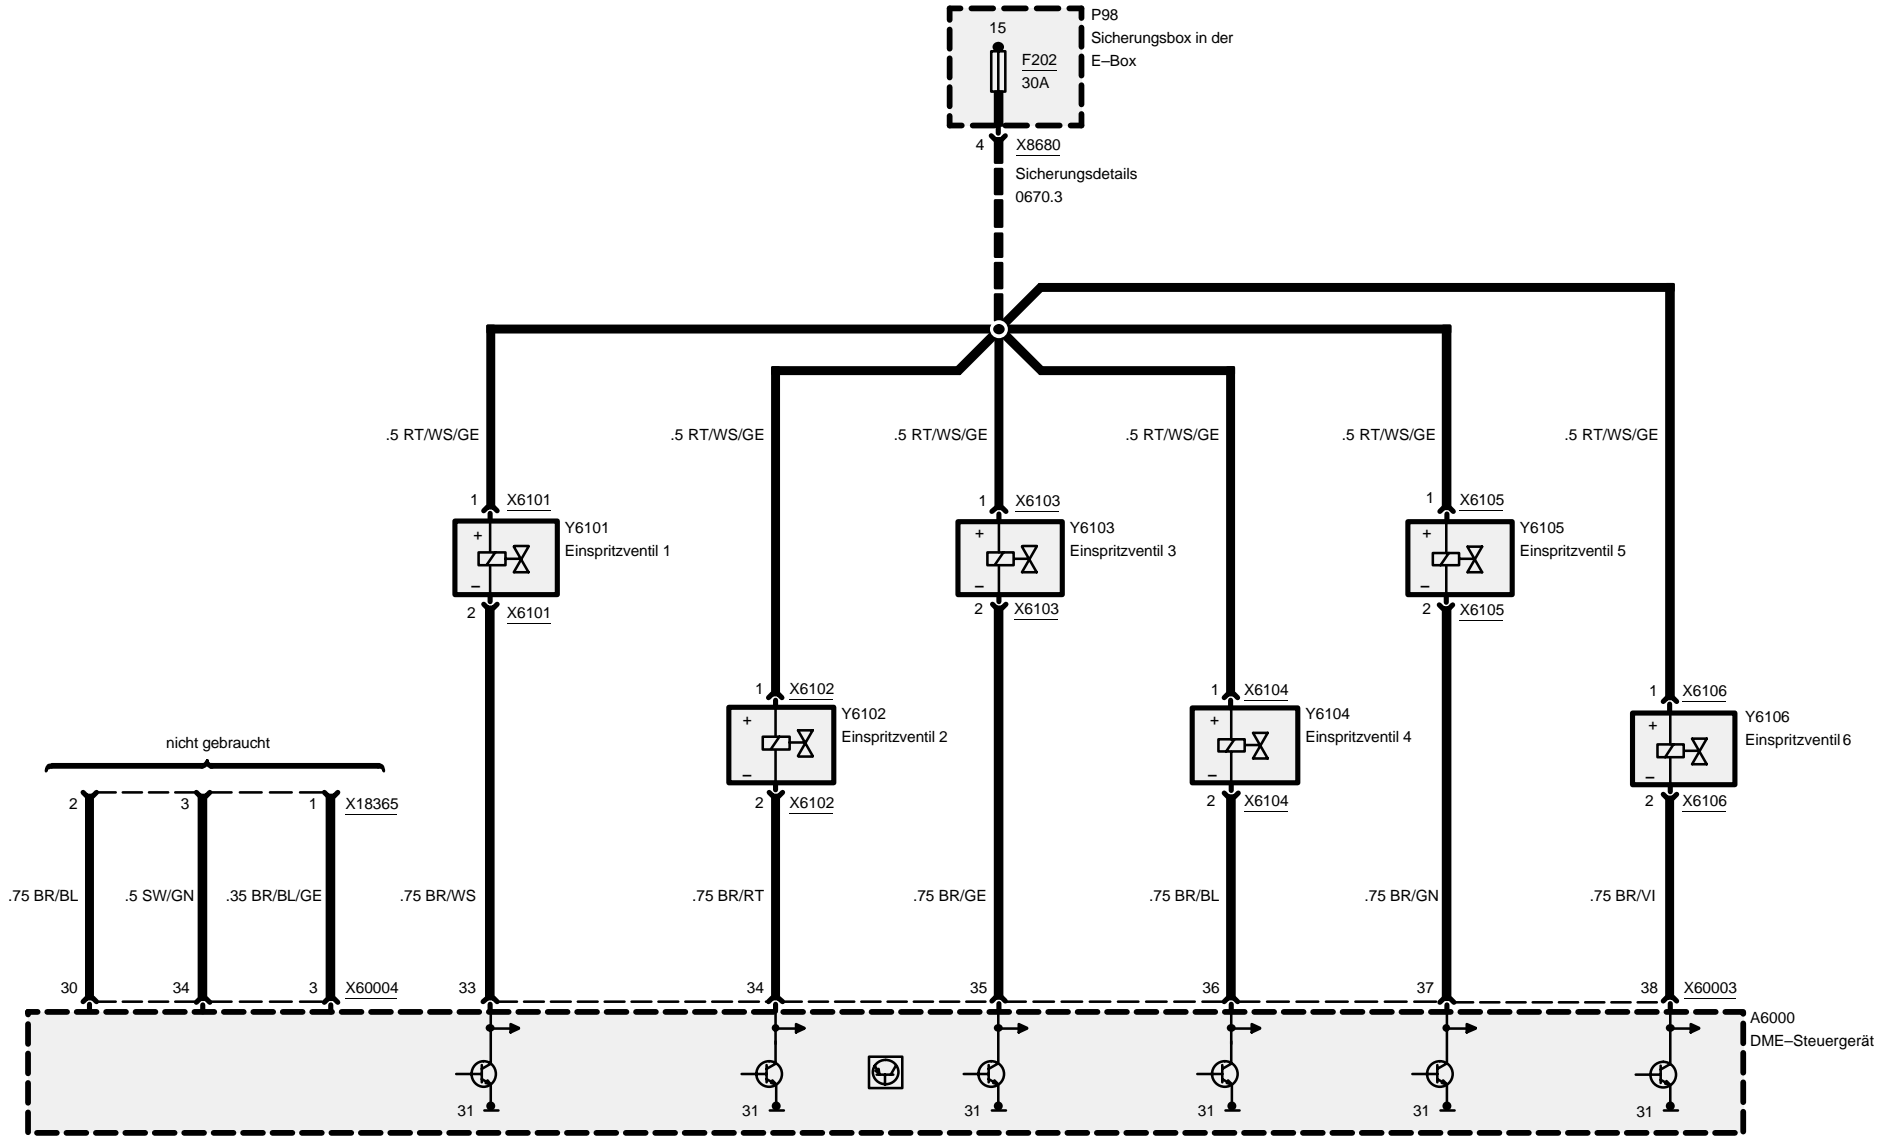 P98
15
Sicherungsbox in der
F202
E–Box
30A
4 X8680
Sicherungsdetails
0670.3
.5 RT/WS/GE .5 RT/WS/GE .5 RT/WS/GE .5 RT/WS/GE .5 RT/WS/GE .5 RT/WS/GE
1 X6101 1 X6103 1 X6105
Y6101 Y6103 Y6105
+ + +
Einspritzventil 1 Einspritzventil 3 Einspritzventil 5
– – –
2 X6101 2 X6103 2 X6105
1 X6102 1 X6104 1 X6106
Y6102 Y6104 Y6106
+ + +
Einspritzventil 2 Einspritzventil 4 Einspritzventil 6
nicht gebraucht
– – –
2 3 1 X18365 2 X6102 2 X6104 2 X6106
.75 BR/BL .5 SW/GN .35 BR/BL/GE .75 BR/WS .75 BR/RT .75 BR/GE .75 BR/BL .75 BR/GN .75 BR/VI
30 34 3 X60004 33 34 35 36 37 38 X60003
A6000
DME–Steuergerät
31 31 31 31 31 31